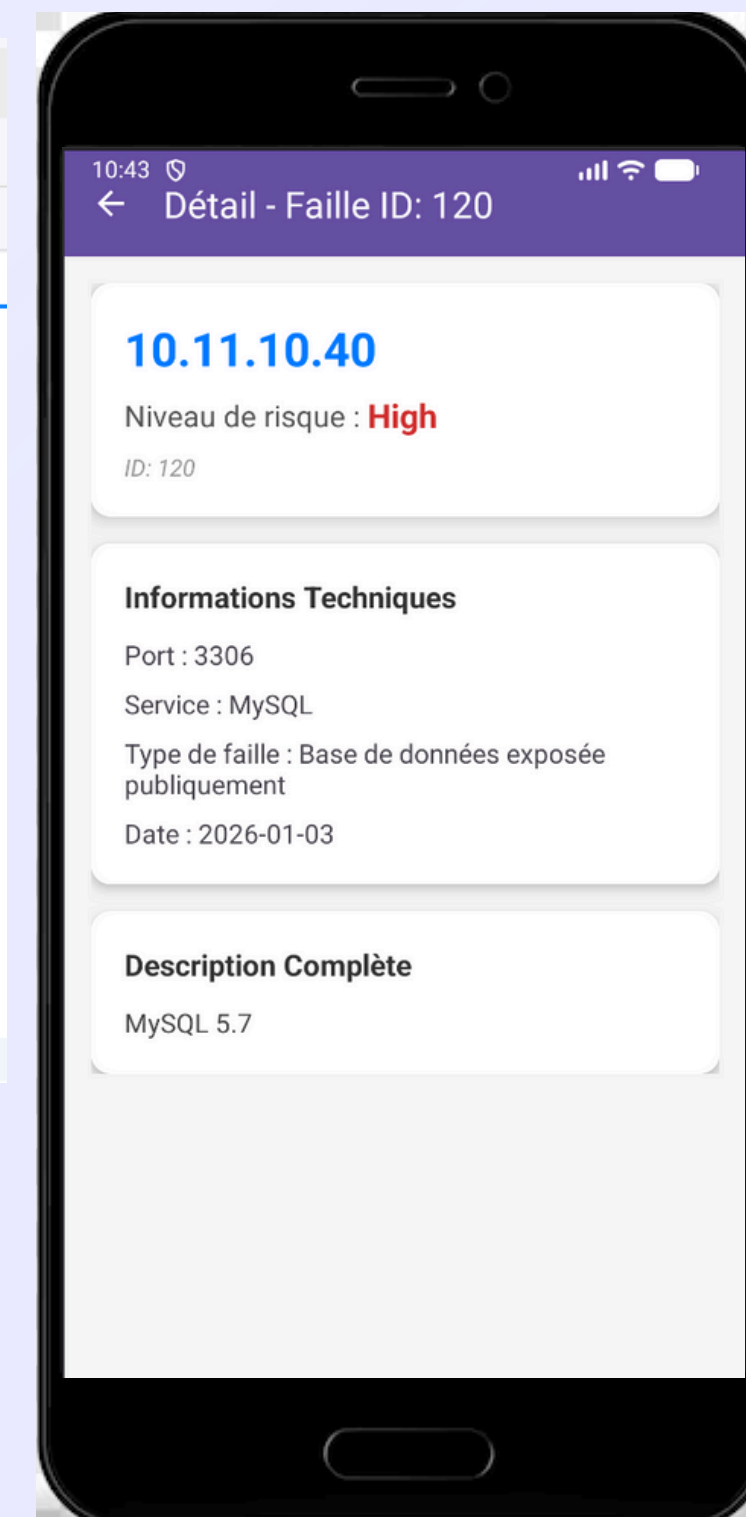 10:43
Détail - Faille ID: 120
10.11.10.40
Niveau de risque : High
ID: 120
Informations Techniques
Port : 3306
Service : MySQL
Type de faille : Base de données exposée
publiquement
Date : 2026-01-03
Description Complète
MySQL 5.7